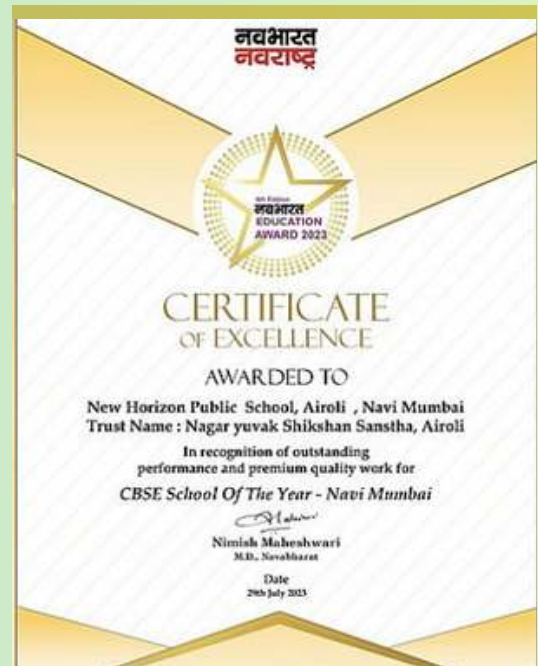 नवभारत
नवराष्ट्र
6th Edition
नवभारत
EDUCATION
AWARD 2023
CERTIFICATE
OF EXCELLENCE
AWARDED TO
New Horizon Public School, Airoli , Navi Mumbai
Trust Name : Nagar yuvak Shikshan Sanstha, Airoli
In recognition of outstanding
performance and premium quality work for
CBSE School Of The Year - Navi Mumbai
Nimish Maheshwari
M.D., Navabharat
Date
29th July 2023